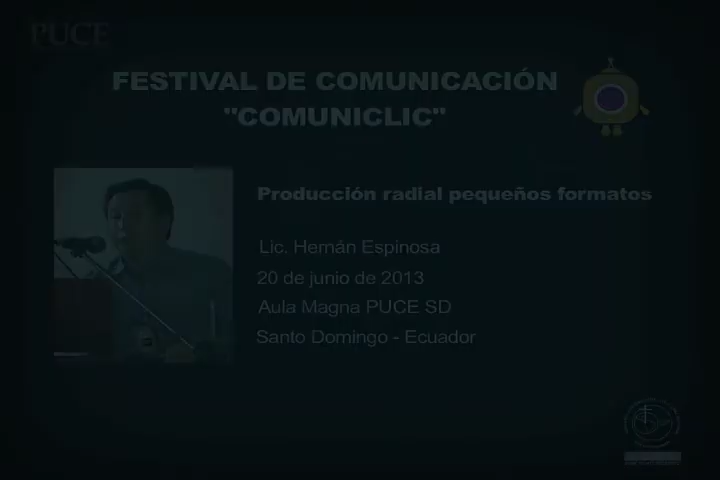 PUCE
FESTIVAL DE COMUNICACIÓN
"COMUNICLIC"
Producción radial pequeños formatos
Lic. Hernán Espinosa
20 de junio de 2013
Aula Magna PUCE SD
Santo Domingo - Ecuador